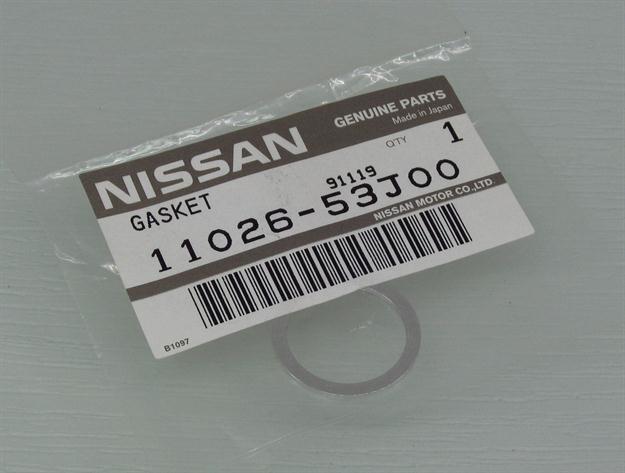 NISSAN
GENUINE PARTS
Made in Japan
GASKET
91119
QTY 1
11026-53J00
NISSAN MOTOR CO.,LTD.
B1097